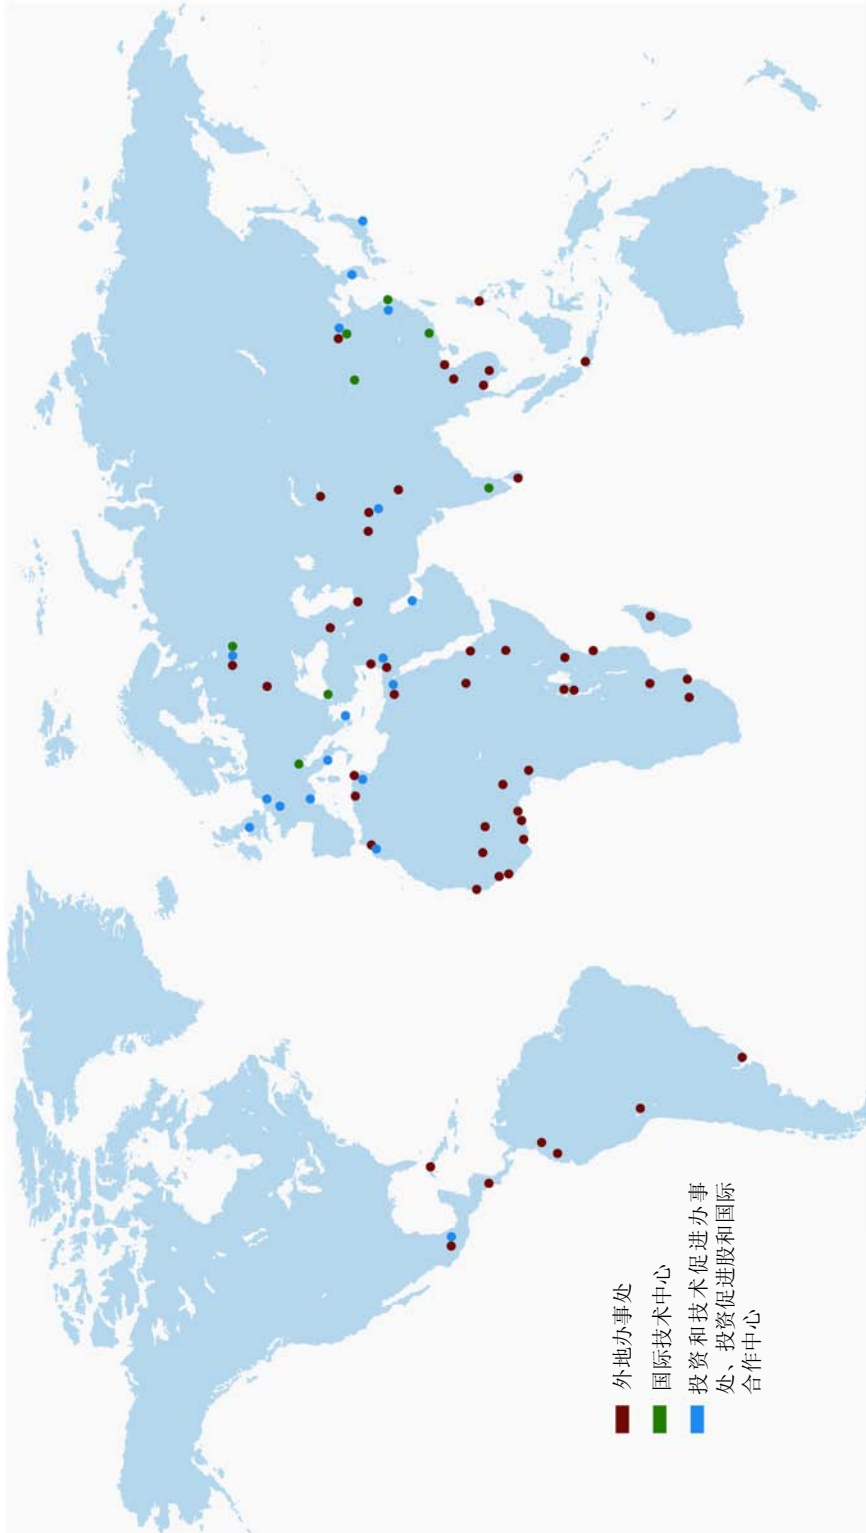 外地办事处
国际技术中心
投资和技术促进办事
处、投资促进股和国际
合作中心